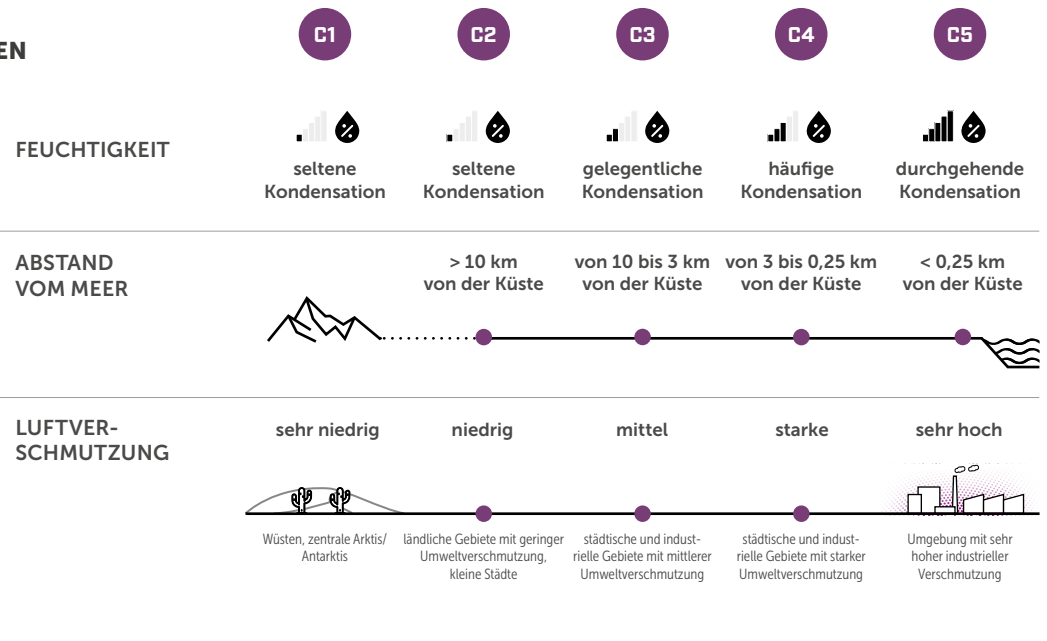 EN
C1 C2 C3 C4 C5
FEUCHTIGKEIT
seltene
Kondensation
seltene
Kondensation
gelegentliche
Kondensation
häufige
Kondensation
durchgehende
Kondensation
ABSTAND
VOM MEER
> 10 km
von der Küste
von 10 bis 3 km
von der Küste
von 3 bis 0,25 km
von der Küste
< 0,25 km
von der Küste
LUFTVER-
SCHMUTZUNG
sehr niedrig
niedrig
mittel
starke
sehr hoch
Wüsten, zentrale Arktis/
Antarktis
ländliche Gebiete mit geringer
Umweltverschmutzung,
kleine Städte
städtische und indust-
rielle Gebiete mit mittlerer
Umweltverschmutzung
städtische und indust-
rielle Gebiete mit starker
Umweltverschmutzung
Umgebung mit sehr
hoher industrieller
Verschmutzung